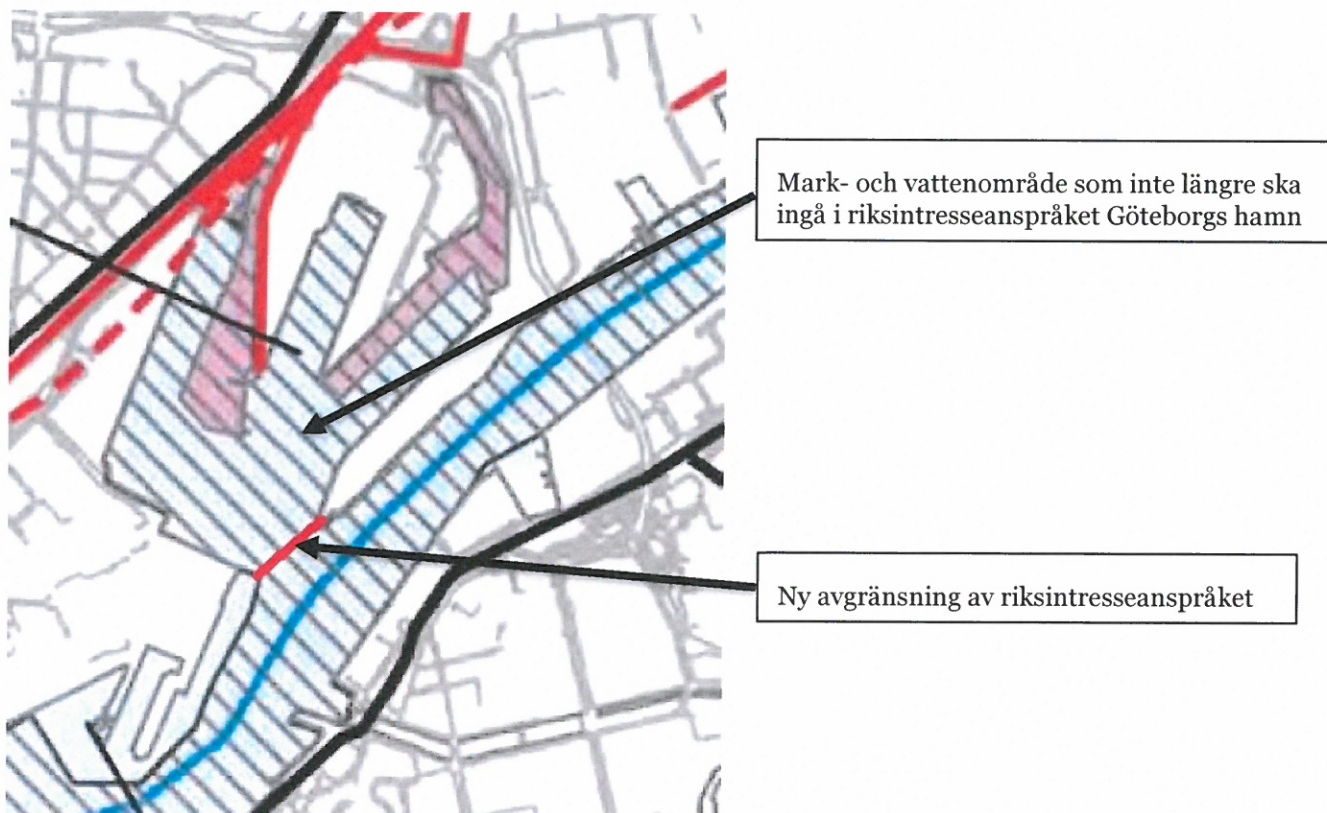 Mark- och vattenområde som inte längre ska
ingå i riksintresseanspråket Göteborgs hamn
Ny avgränsning av riksintresseanspråket